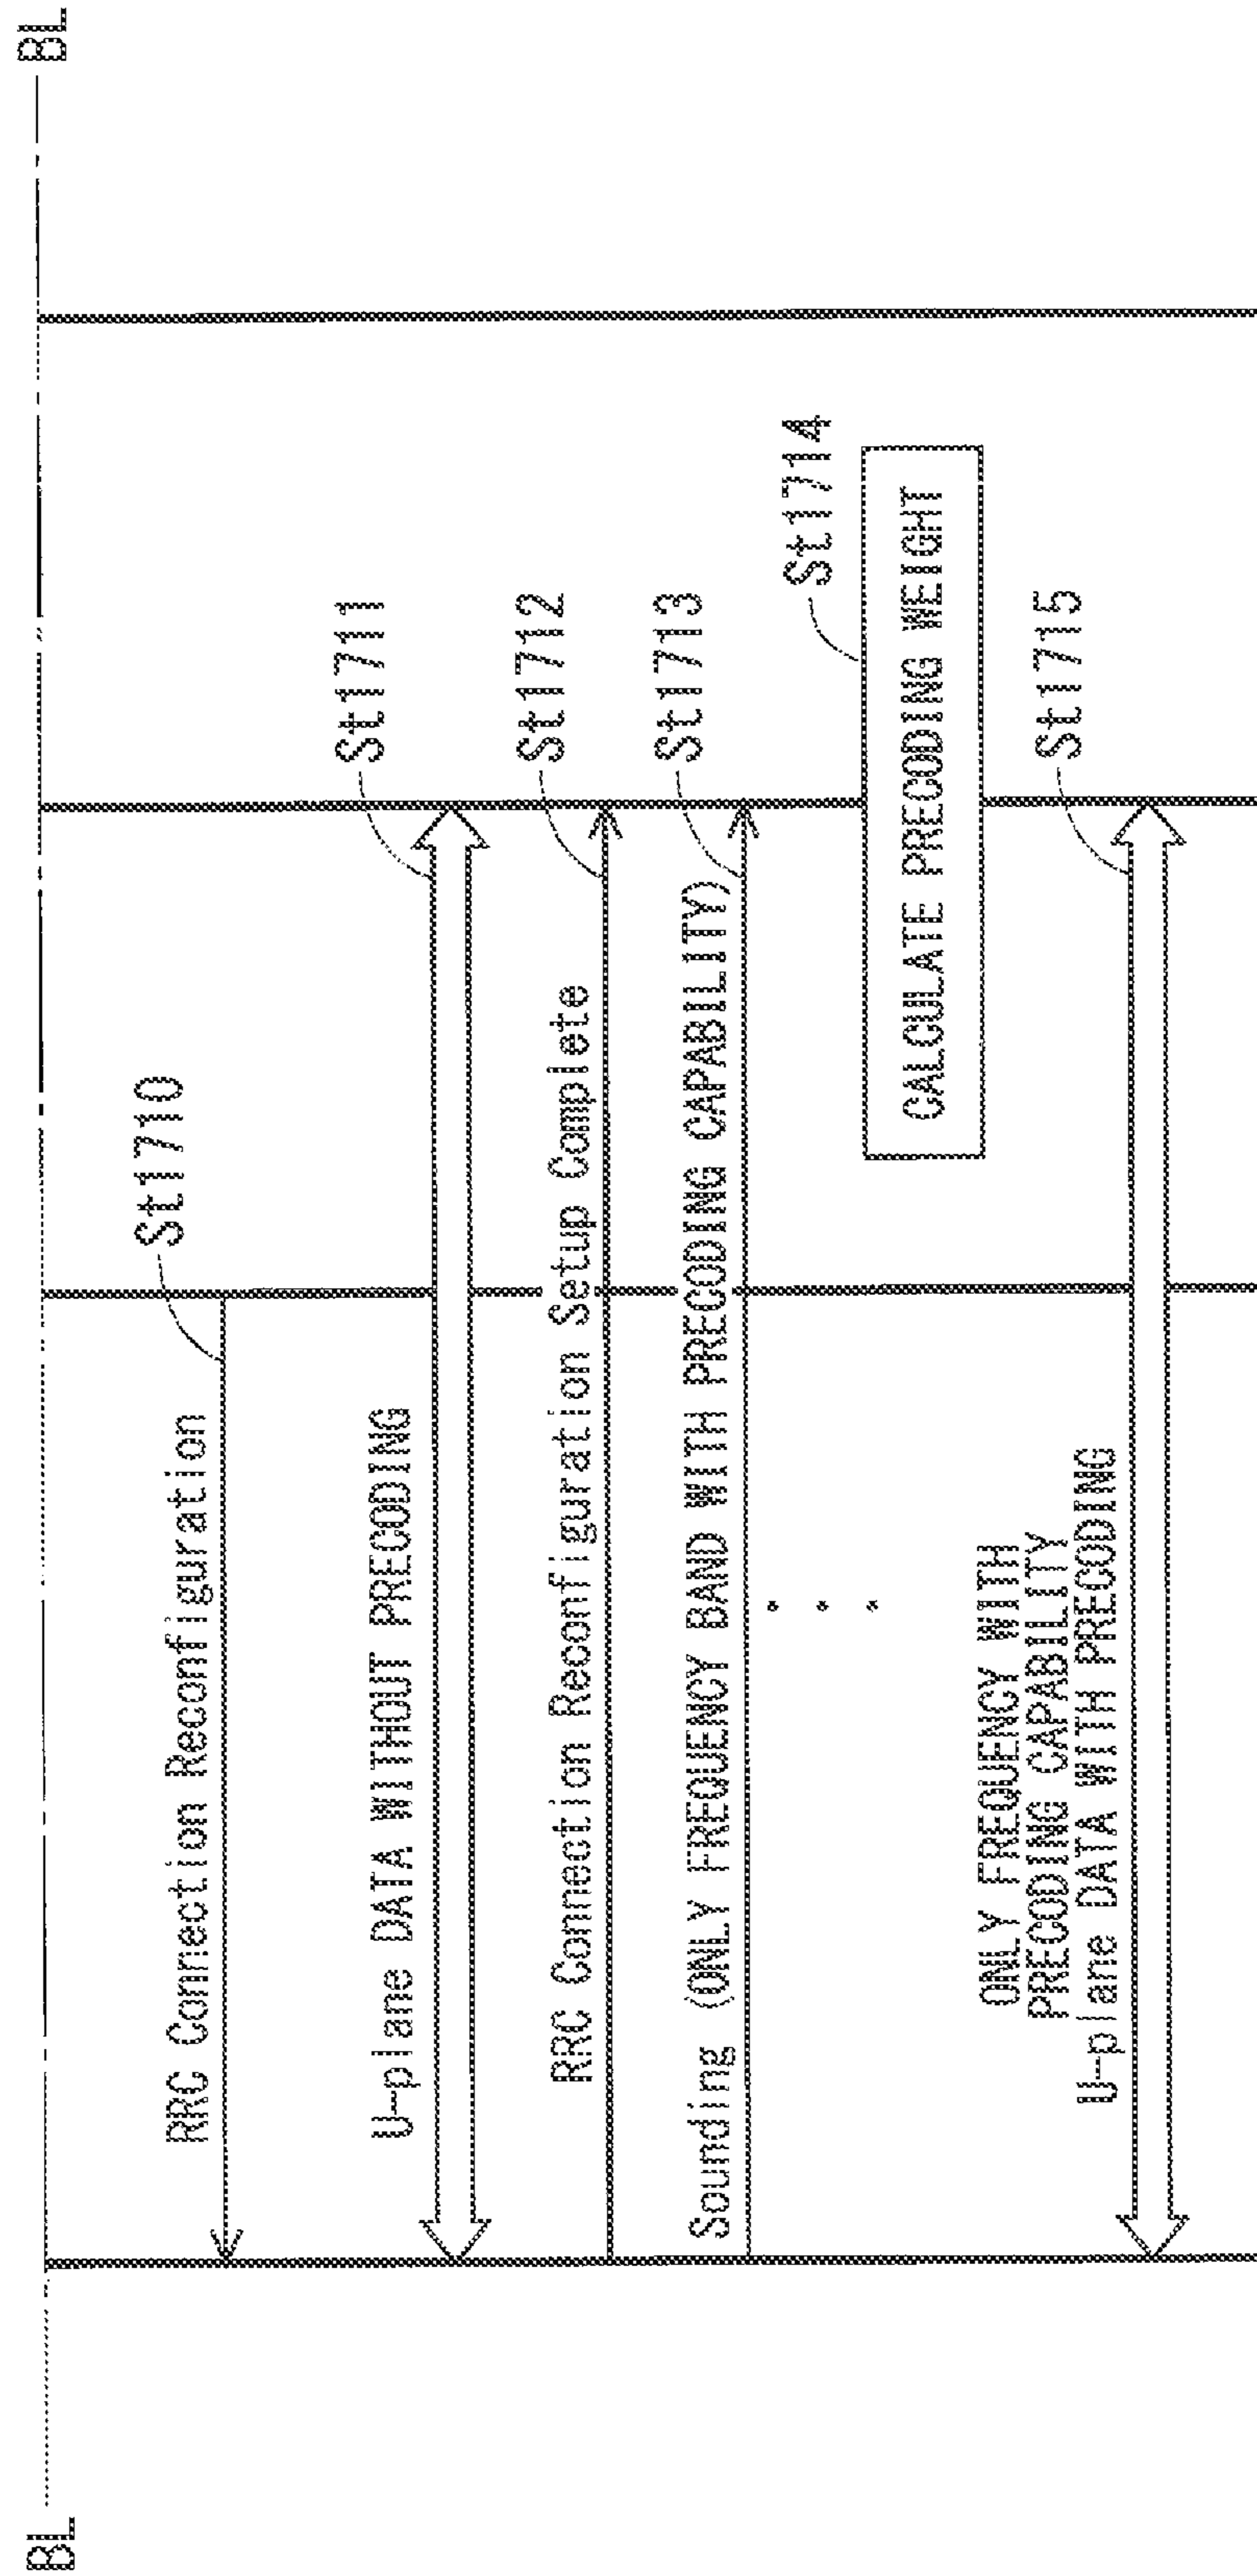 BL
BL
St1710
RRC Connection Reconfiguration
St1711
U-plane DATA WITHOUT PRECODING
St1712
RRC Connection Reconfiguration Setup Complete
St1713
Sounding (ONLY FREQUENCY BAND WITH PRECODING CAPABILITY)
St1714
CALCULATE PRECODING WEIGHT
St1715
ONLY FREQUENCY WITH
PRECODING CAPABILITY
U-plane DATA WITH PRECODING